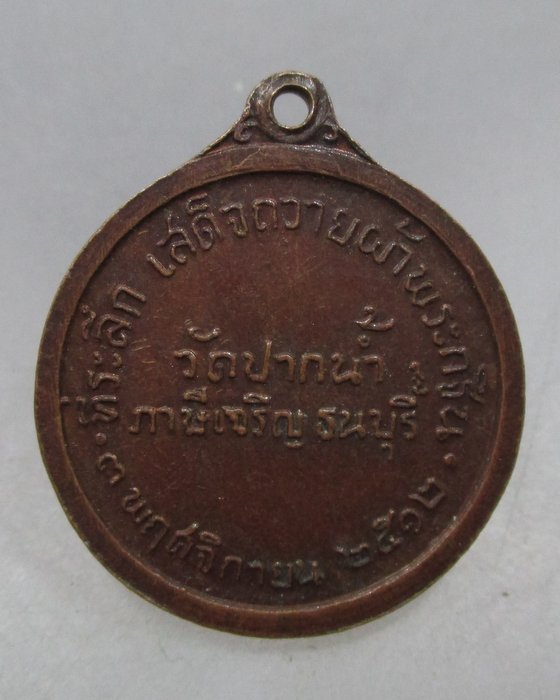 ที่ระลึก เสด็จถวายผ้าพระกฐิน
วัดปากน้ำ
ภาษีเจริญ ธนบุรี
๓ พฤศจิกายน ๒๕๑๒